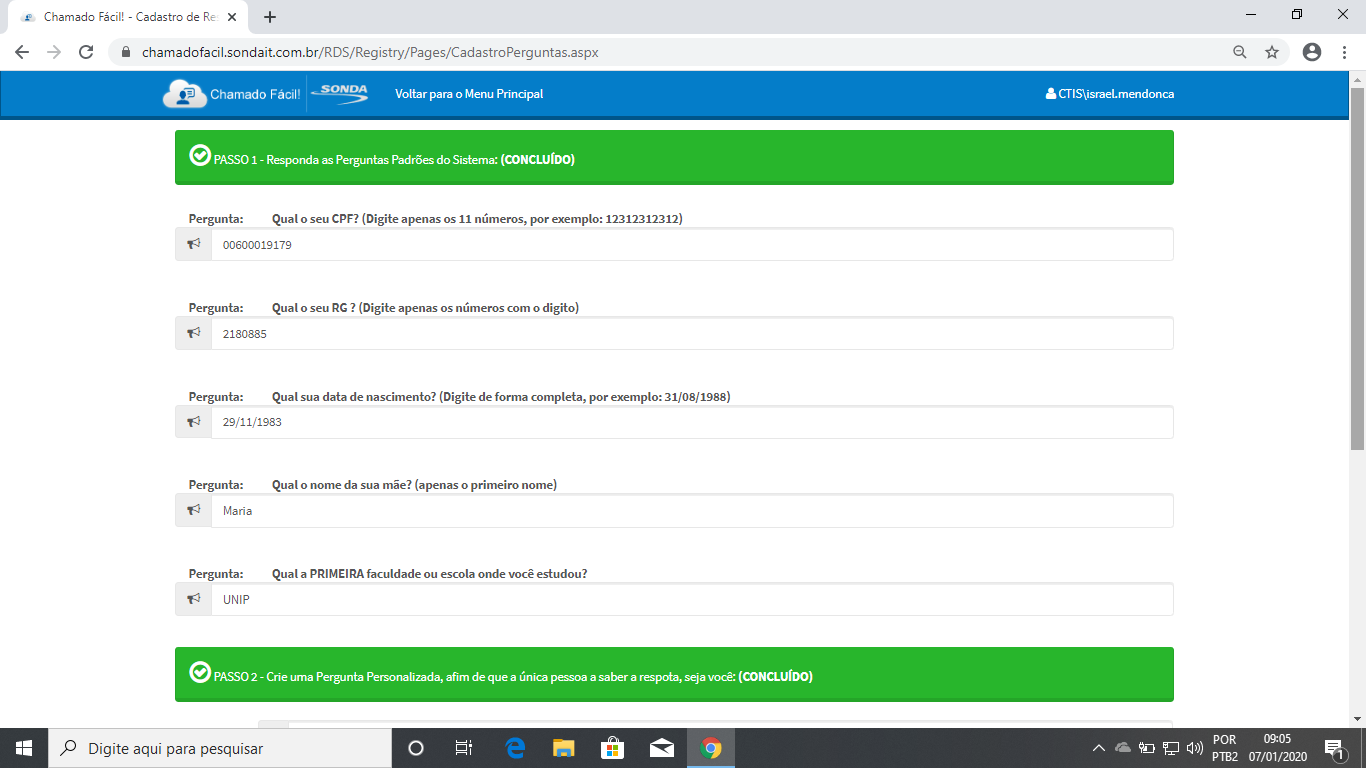 Chamado Fácil! - Cadastro de Res
chamadofacil.sondait.com.br/RDS/Registry/Pages/CadastroPerguntas.aspx
Chamado Fácil! SONDA Voltar para o Menu Principal CTIS\israel.mendonca
PASSO 1 - Responda as Perguntas Padrões do Sistema: (CONCLUÍDO)
Pergunta: Qual o seu CPF? (Digite apenas os 11 números, por exemplo: 12312312312)
00600019179
Pergunta: Qual o seu RG ? (Digite apenas os números com o digito)
2180885
Pergunta: Qual sua data de nascimento? (Digite de forma completa, por exemplo: 31/08/1988)
29/11/1983
Pergunta: Qual o nome da sua mãe? (apenas o primeiro nome)
Maria
Pergunta: Qual a PRIMEIRA faculdade ou escola onde você estudou?
UNIP
PASSO 2 - Crie uma Pergunta Personalizada, afim de que a única pessoa a saber a respota, seja você: (CONCLUÍDO)
Digite aqui para pesquisar
POR
PTB2
09:05
07/01/2020
1